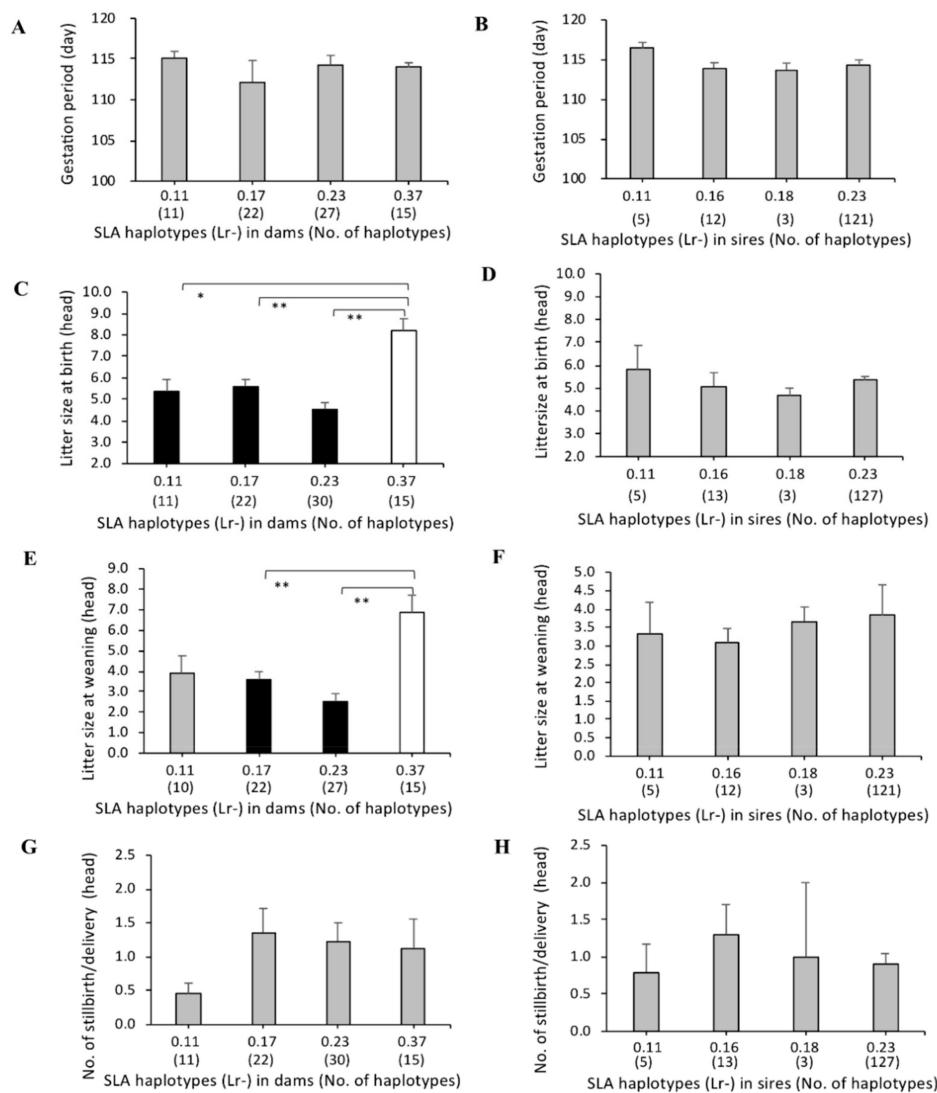 A
Gestation period (day)
120
115
110
105
100
0.11 0.17 0.23 0.37
(11) (22) (27) (15)
SLA haplotypes (Lr-) in dams (No. of haplotypes)
B
Gestation period (day)
120
115
110
105
100
0.11 0.16 0.18 0.23
(5) (12) (3) (121)
SLA haplotypes (Lr-) in sires (No. of haplotypes)
C
Litter size at birth (head)
10.0
9.0
8.0
7.0
6.0
5.0
4.0
3.0
2.0
*
**
**
0.11 0.17 0.23 0.37
(11) (22) (30) (15)
SLA haplotypes (Lr-) in dams (No. of haplotypes)
D
Littersize at birth (head)
10.0
9.0
8.0
7.0
6.0
5.0
4.0
3.0
2.0
0.11 0.16 0.18 0.23
(5) (13) (3) (127)
SLA haplotypes (Lr-) in sires (No. of haplotypes)
E
Litter size at weaning (head)
9.0
8.0
7.0
6.0
5.0
4.0
3.0
2.0
1.0
0.0
**
**
0.11 0.17 0.23 0.37
(10) (22) (27) (15)
SLA haplotypes (Lr-) in dams (No. of haplotypes)
F
Litter size at weaning (head)
5.0
4.5
4.0
3.5
3.0
2.5
2.0
1.5
1.0
0.5
0.0
0.11 0.16 0.18 0.23
(5) (12) (3) (121)
SLA haplotypes (Lr-) in sires (No. of haplotypes)
G
No. of stillbirth/delivery (head)
2.5
2.0
1.5
1.0
0.5
0.0
0.11 0.17 0.23 0.37
(11) (22) (30) (15)
SLA haplotypes (Lr-) in dams (No. of haplotypes)
H
No. of stillbirth/delivery (head)
2.5
2.0
1.5
1.0
0.5
0.0
0.11 0.16 0.18 0.23
(5) (13) (3) (127)
SLA haplotypes (Lr-) in sires (No. of haplotypes)